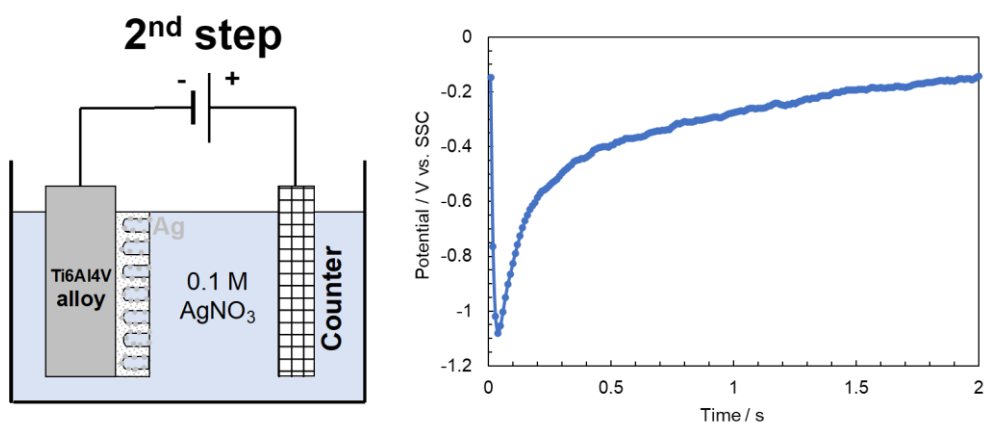 2nd step
- +
Ag
Ti6Al4V
alloy
0.1 M
AgNO3
Counter
Potential / V vs. SSC
0
-0.2
-0.4
-0.6
-0.8
-1
-1.2
0 0.5 1 1.5 2
Time / s